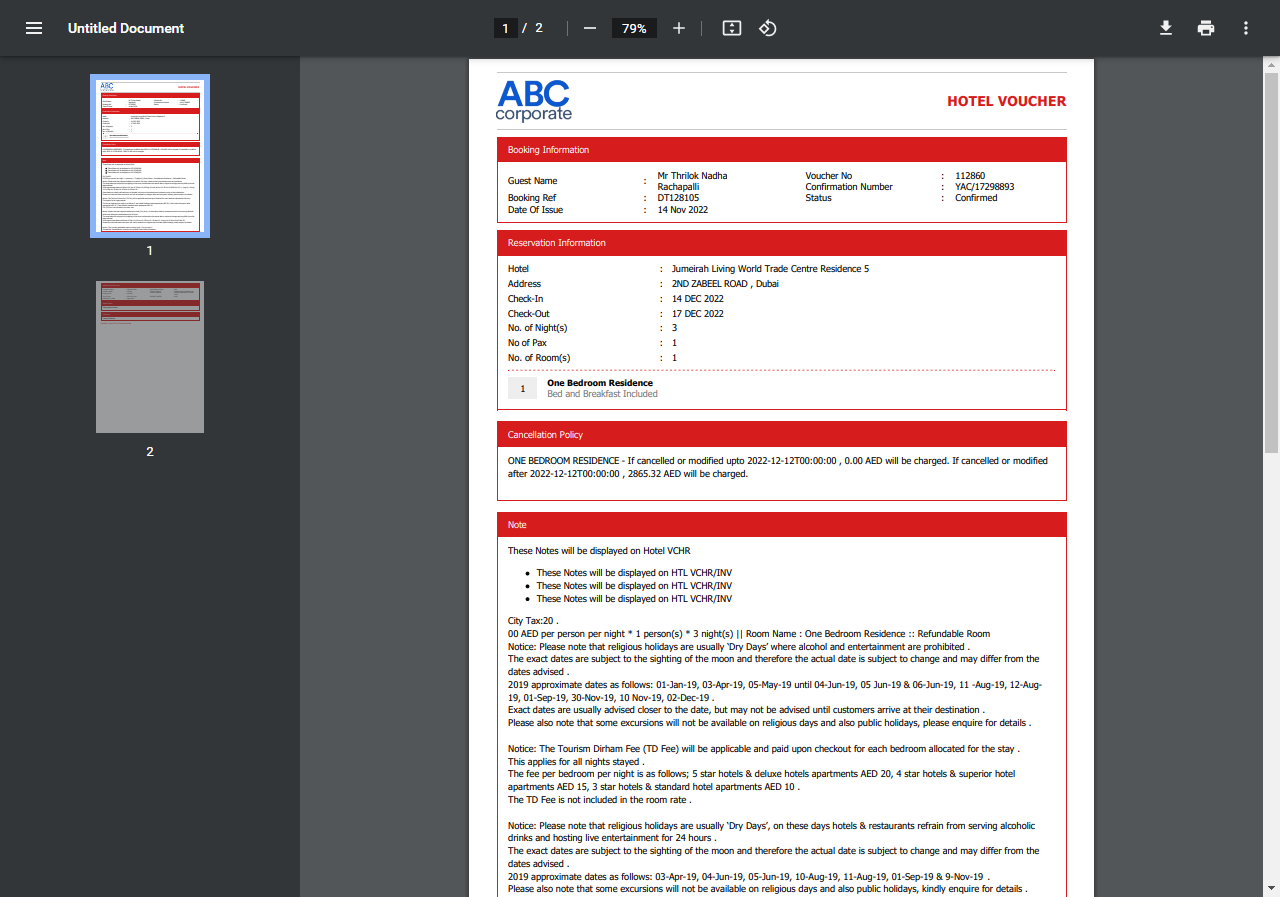 Untitled Document
1 / 2
79%
1
2
ABC
corporate
HOTEL VOUCHER
Booking Information
Guest Name : Mr Thrilok Nadha Rachapalli
Voucher No : 112860
Confirmation Number : YAC/17298893
Booking Ref : DT128105
Status : Confirmed
Date Of Issue : 14 Nov 2022
Reservation Information
Hotel : Jumeirah Living World Trade Centre Residence 5
Address : 2ND ZABEEL ROAD , Dubai
Check-In : 14 DEC 2022
Check-Out : 17 DEC 2022
No. of Night(s) : 3
No of Pax : 1
No. of Room(s) : 1
1 One Bedroom Residence
Bed and Breakfast Included
Cancellation Policy
ONE BEDROOM RESIDENCE - If cancelled or modified upto 2022-12-12T00:00:00 , 0.00 AED will be charged. If cancelled or modified
after 2022-12-12T00:00:00 , 2865.32 AED will be charged.
Note
These Notes will be displayed on Hotel VCHR
• These Notes will be displayed on HTL VCHR/INV
• These Notes will be displayed on HTL VCHR/INV
• These Notes will be displayed on HTL VCHR/INV
City Tax:20 .
00 AED per person per night * 1 person(s) * 3 night(s) || Room Name : One Bedroom Residence :: Refundable Room
Notice: Please note that religious holidays are usually ‘Dry Days’ where alcohol and entertainment are prohibited .
The exact dates are subject to the sighting of the moon and therefore the actual date is subject to change and may differ from the
dates advised .
2019 approximate dates as follows: 01-Jan-19, 03-Apr-19, 05-May-19 until 04-Jun-19, 05 Jun-19 & 06-Jun-19, 11 -Aug-19, 12-Aug-
19, 01-Sep-19, 30-Nov-19, 10 Nov-19, 02-Dec-19 .
Exact dates are usually advised closer to the date, but may not be advised until customers arrive at their destination .
Please also note that some excursions will not be available on religious days and also public holidays, please enquire for details .
Notice: The Tourism Dirham Fee (TD Fee) will be applicable and paid upon checkout for each bedroom allocated for the stay .
This applies for all nights stayed .
The fee per bedroom per night is as follows; 5 star hotels & deluxe hotels apartments AED 20, 4 star hotels & superior hotel
apartments AED 15, 3 star hotels & standard hotel apartments AED 10 .
The TD Fee is not included in the room rate .
Notice: Please note that religious holidays are usually ‘Dry Days’, on these days hotels & restaurants refrain from serving alcoholic
drinks and hosting live entertainment for 24 hours .
The exact dates are subject to the sighting of the moon and therefore the actual date is subject to change and may differ from the
dates advised .
2019 approximate dates as follows: 03-Apr-19, 04-Jun-19, 05-Jun-19, 10-Aug-19, 11-Aug-19, 01-Sep-19 & 9-Nov-19 .
Please also note that some excursions will not be available on religious days and also public holidays, kindly enquire for details .